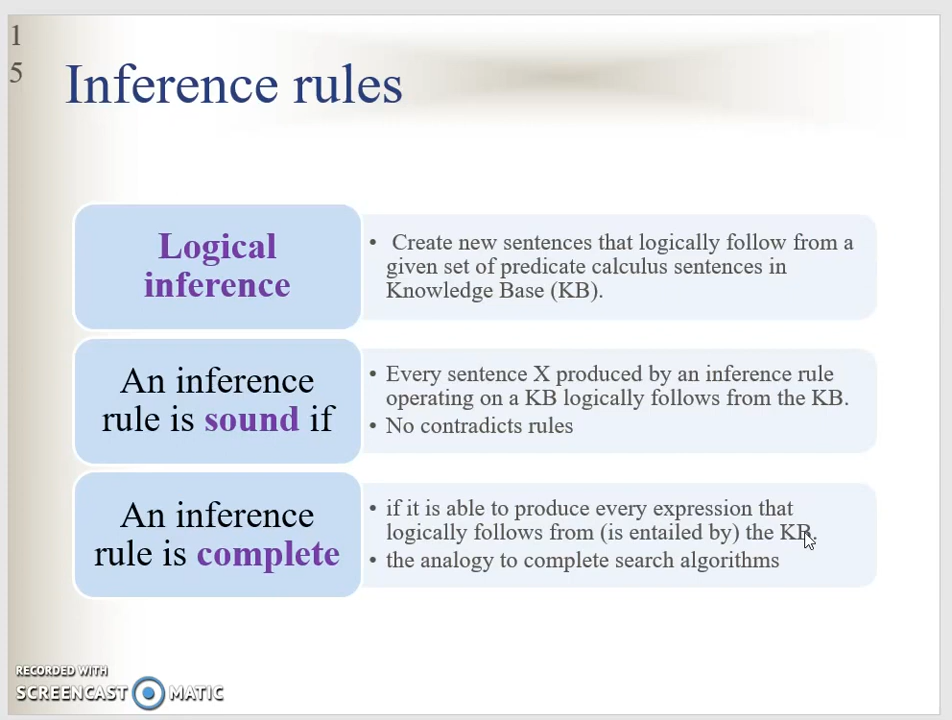 1
5
Inference rules
Logical
inference
• Create new sentences that logically follow from a
given set of predicate calculus sentences in
Knowledge Base (KB).
An inference
rule is sound if
• Every sentence X produced by an inference rule
operating on a KB logically follows from the KB.
• No contradicts rules
An inference
rule is complete
• if it is able to produce every expression that
logically follows from (is entailed by) the KB.
• the analogy to complete search algorithms
RECORDED WITH
SCREENCAST MATIC